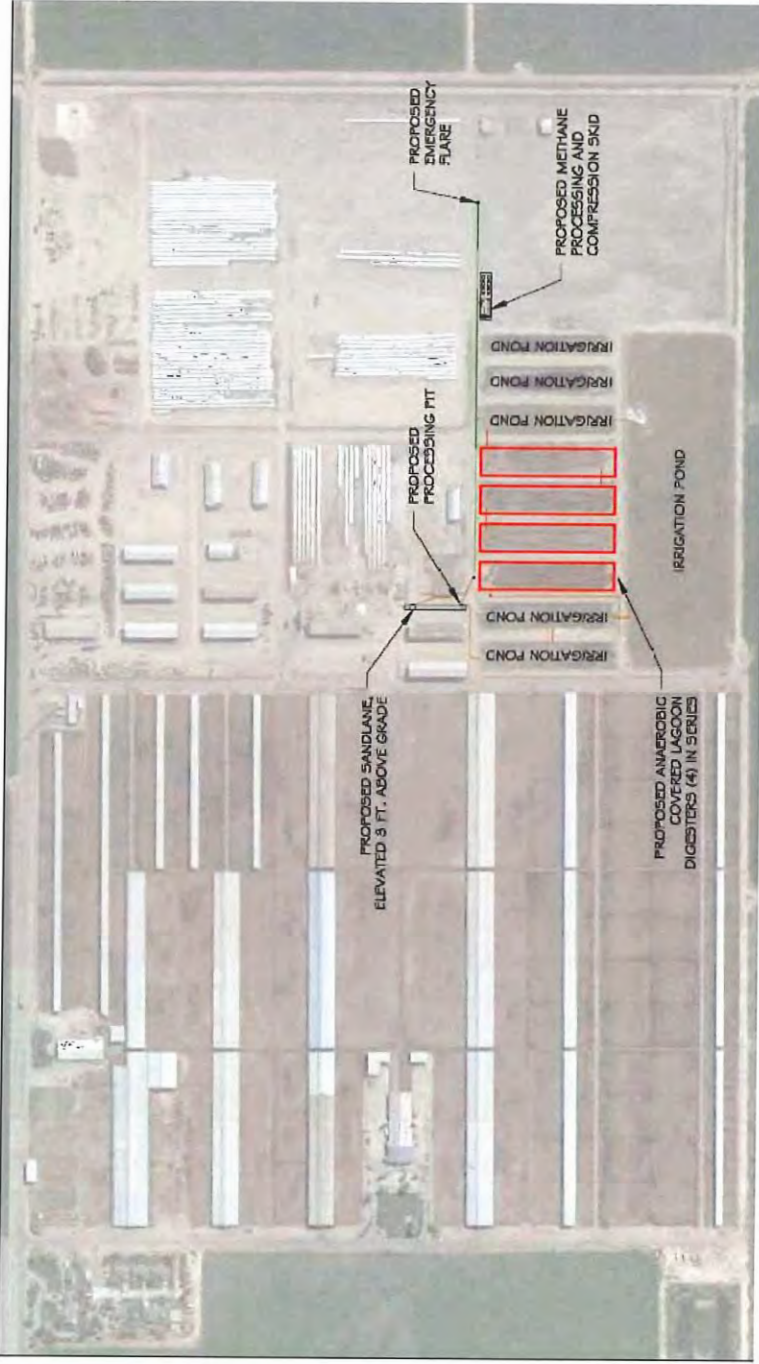 PROPOSED
EMERGENCY
FLARE
PROPOSED METHANE
PROCESSING AND
COMPRESSION SKID
PROPOSED
PROCESSING PIT
PROPOSED SANDLANE,
ELEVATED 3 FT. ABOVE GRADE
IRRIGATION POND
IRRIGATION POND
IRRIGATION POND
IRRIGATION POND
IRRIGATION POND
IRRIGATION POND
PROPOSED ANAEROBIC
COVERED LAGOON
DIGESTERS (4) IN SERIES